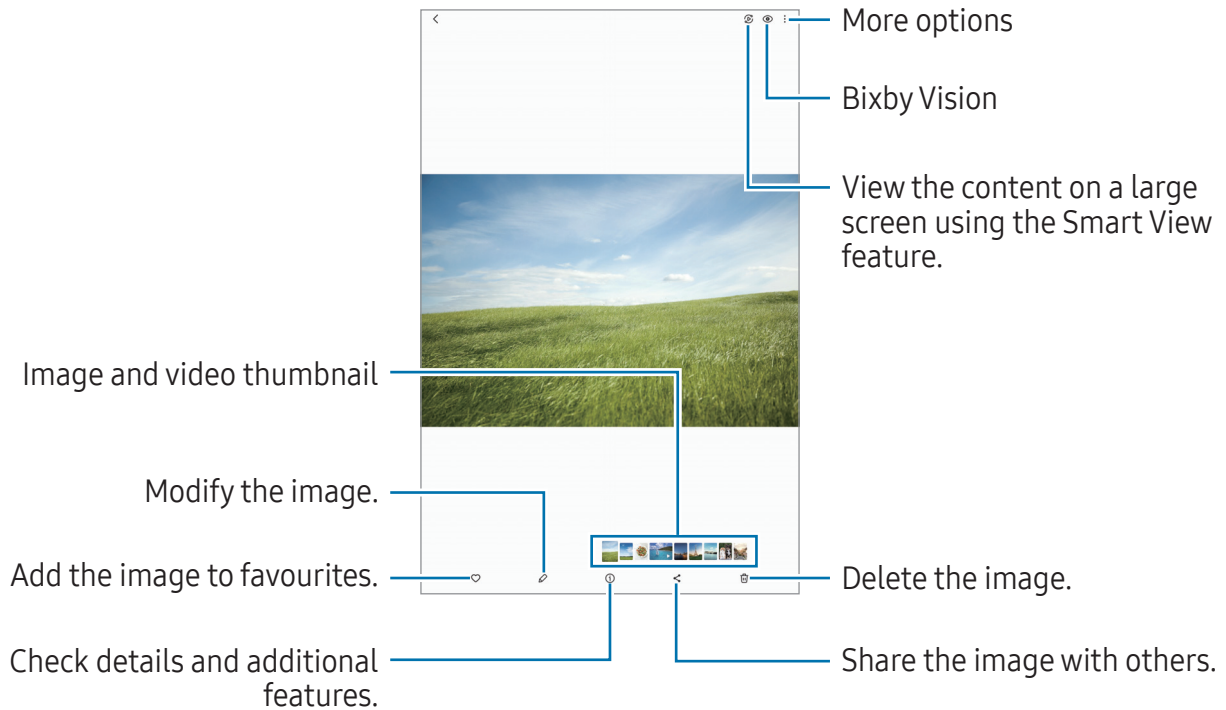 More options
Bixby Vision
View the content on a large
screen using the Smart View
feature.
Image and video thumbnail
Modify the image.
Add the image to favourites.
Delete the image.
Check details and additional
features.
Share the image with others.